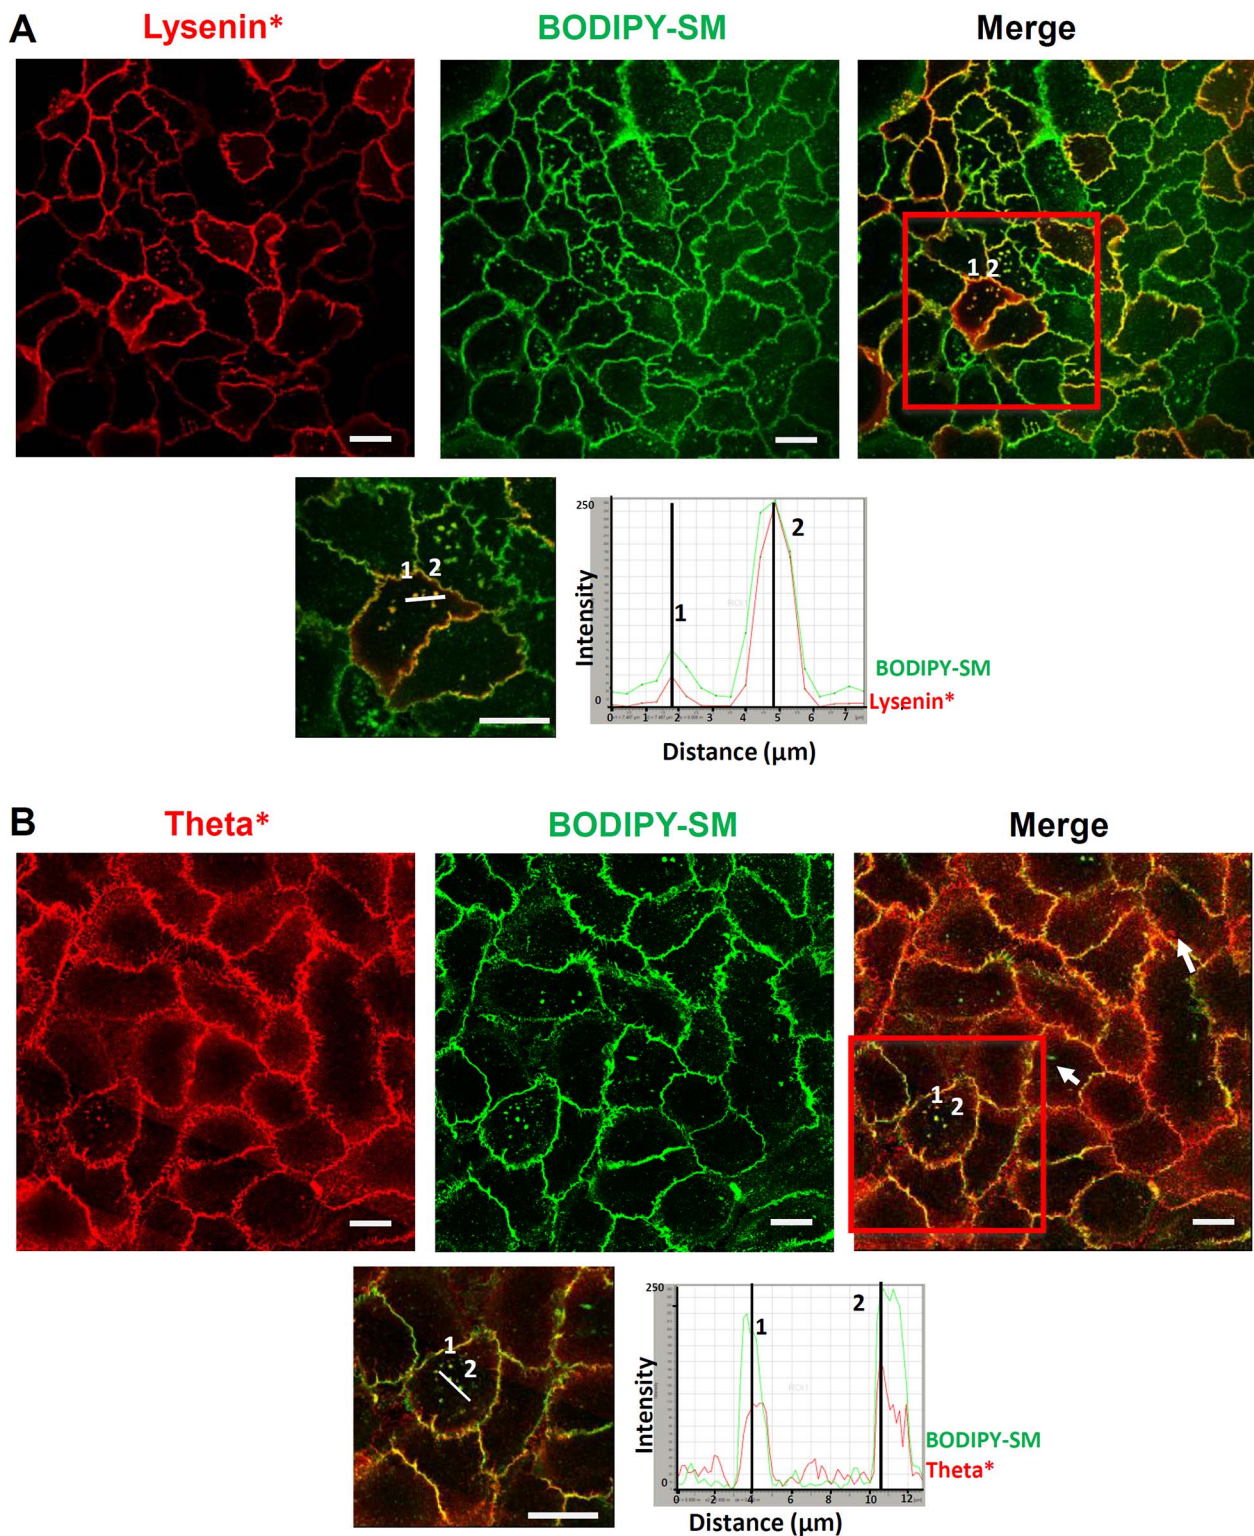 A
Lysenin* BODIPY-SM Merge
1 2
1 2
250
2
1
Intensity
ROI1
BODIPY-SM
Lysenin*
0
0 1 2 3 4 5 6 7
Distance (µm)
B
Theta* BODIPY-SM Merge
1
2
1
2
250
2
1
Intensity
ROI1
BODIPY-SM
Theta*
0
0 2 4 6 8 10 12
Distance (µm)